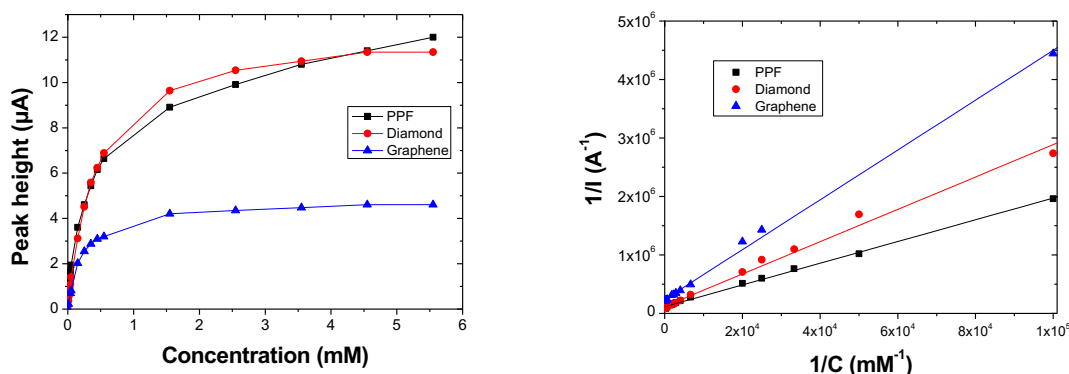 12
10
8
6
4
2
0
Peak height (µA)
PPF
Diamond
Graphene
0 1 2 3 4 5 6
Concentration (mM)
5x10⁶
4x10⁶
3x10⁶
2x10⁶
1x10⁶
0
1/I (A⁻¹)
PPF
Diamond
Graphene
2x10⁴ 4x10⁴ 6x10⁴ 8x10⁴ 1x10⁵
1/C (mM⁻¹)